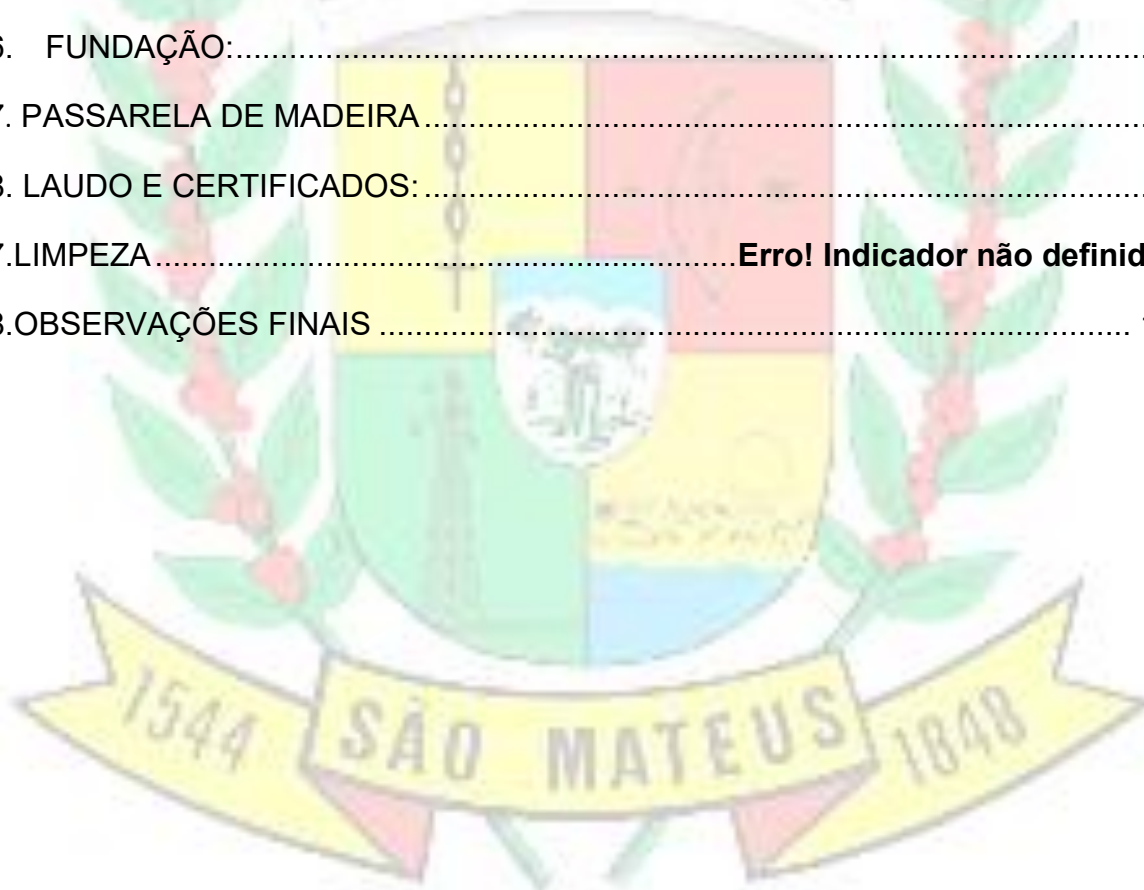 6. FUNDAÇÃO:..........................................................................................................
7. PASSARELA DE MADEIRA..................................................................................
8. LAUDO E CERTIFICADOS:..................................................................................
7.LIMPEZA..................................................................Erro! Indicador não definid
8.OBSERVAÇÕES FINAIS.....................................................................................
1544 SÃO MATEUS 1848